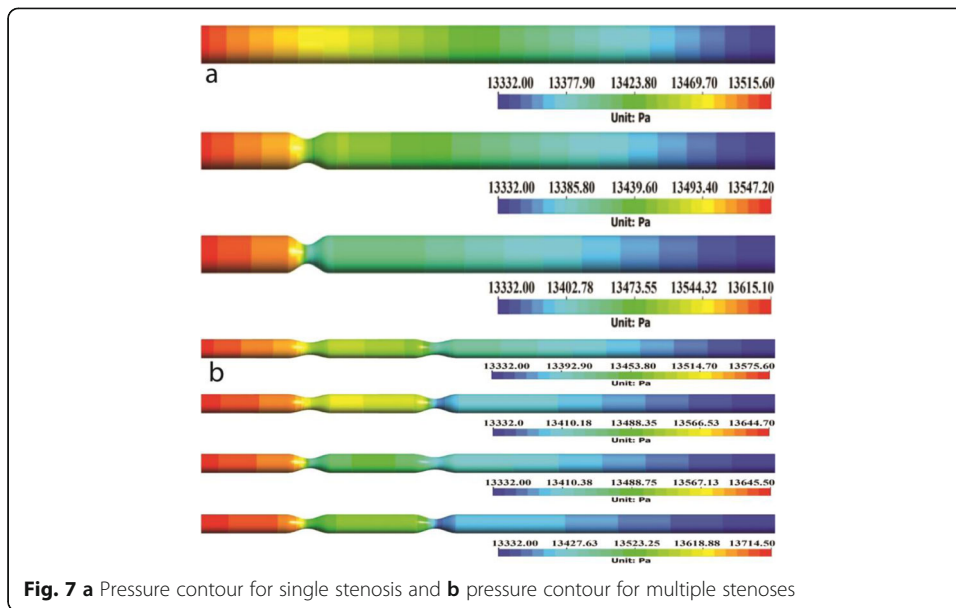 a
13332.00 13377.90 13423.80 13469.70 13515.60
Unit: Pa
13332.00 13385.80 13439.60 13493.40 13547.20
Unit: Pa
13332.00 13402.78 13473.55 13544.32 13615.10
Unit: Pa
b
13332.00 13392.90 13453.80 13514.70 13575.60
Unit: Pa
13332.0 13410.18 13488.35 13566.53 13644.70
Unit: Pa
13332.00 13410.38 13488.75 13567.13 13645.50
Unit: Pa
13332.00 13427.63 13523.25 13618.88 13714.50
Unit: Pa
Fig. 7 a Pressure contour for single stenosis and b pressure contour for multiple stenoses